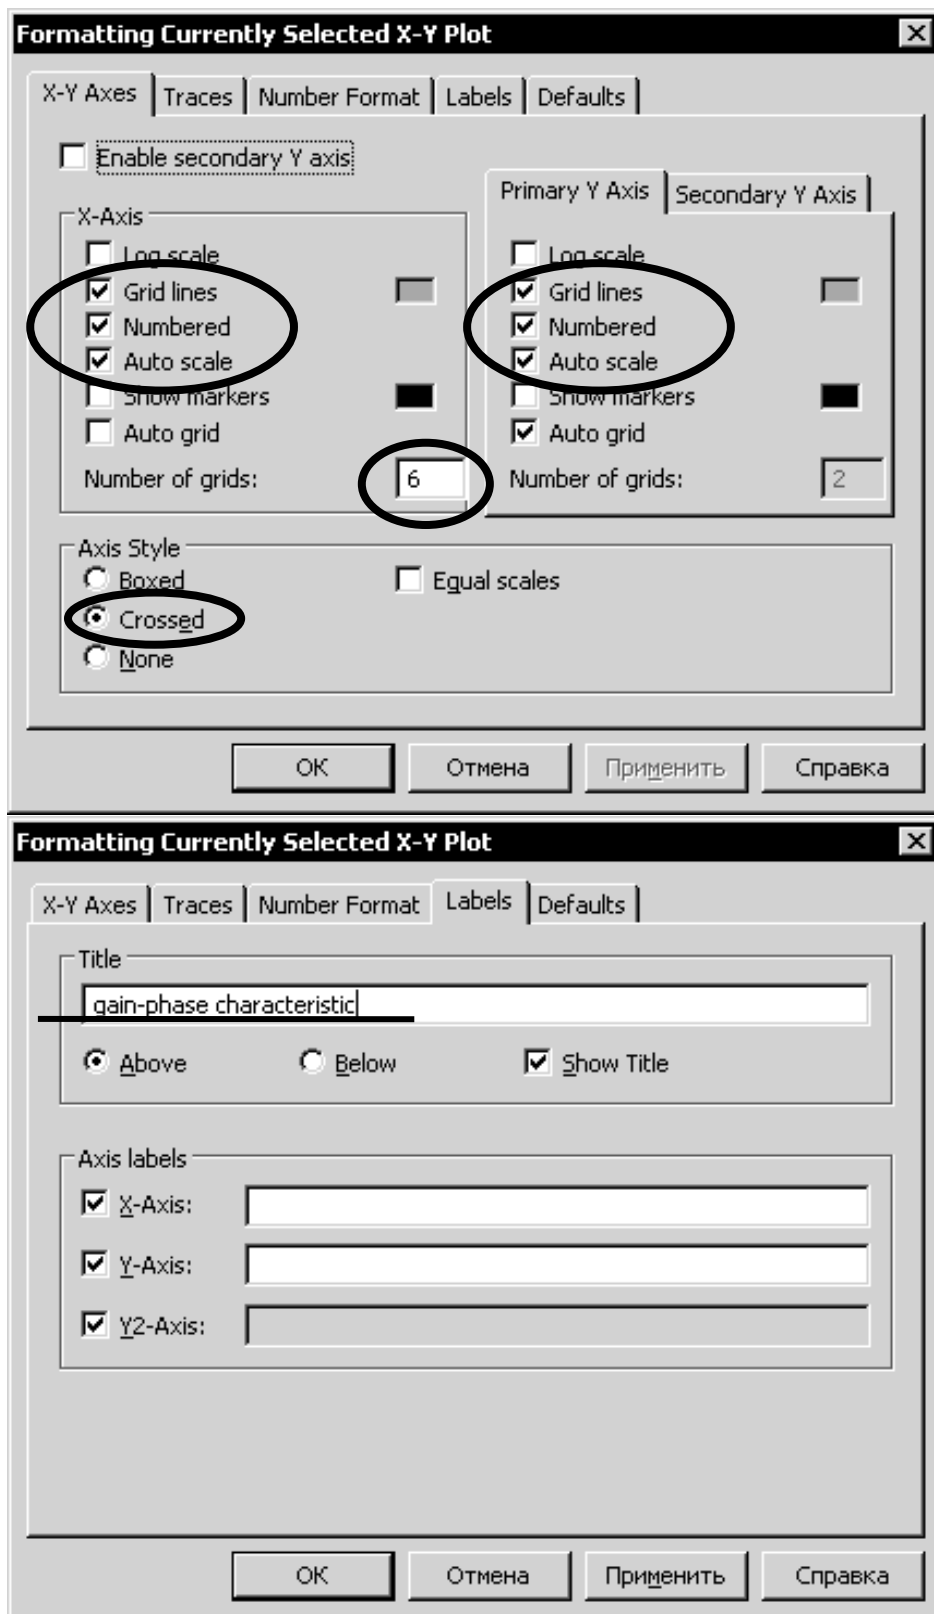 Formatting Currently Selected X-Y Plot
X-Y Axes Traces Number Format Labels Defaults
Enable secondary Y axis
Primary Y Axis Secondary Y Axis
X-Axis
Log scale Log scale
Grid lines Grid lines
Numbered Numbered
Auto scale Auto scale
Show markers Show markers
Auto grid Auto grid
Number of grids: 6 Number of grids: 2
Axis Style
Boxed Equal scales
Crossed
None
ОК Отмена Применить Справка
Formatting Currently Selected X-Y Plot
X-Y Axes Traces Number Format Labels Defaults
Title
gain-phase characteristic
Above Below Show Title
Axis labels
X-Axis:
Y-Axis:
Y2-Axis:
ОК Отмена Применить Справка